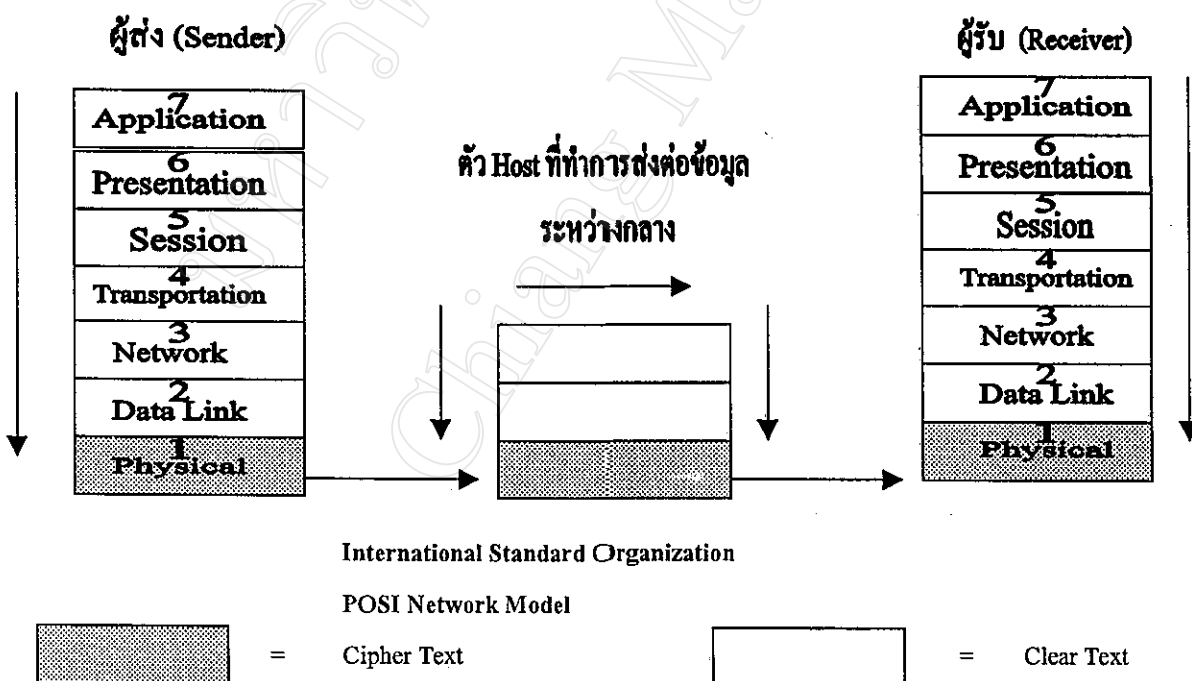 ผู้ส่ง (Sender)
ผู้รับ (Receiver)
7
Application
6
Presentation
5
Session
4
Transportation
3
Network
2
Data Link
1
Physical
ตัว Host ที่ทำการส่งต่อข้อมูล
ระหว่างกลาง
7
Application
6
Presentation
5
Session
4
Transportation
3
Network
2
Data Link
1
Physical
International Standard Organization
POSI Network Model
= Cipher Text
= Clear Text
Chiang Ma